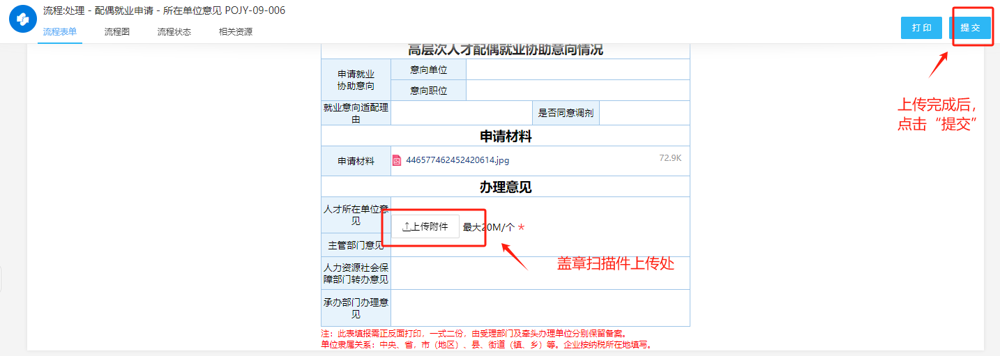 流程:处理 - 配偶就业申请 - 所在单位意见 POJY-09-006
流程表单 流程图 流程状态 相关资源
打 印
提 交
高层次人才配偶就业协助意向情况
申请就业
协助意向
意向单位
意向职位
就业意向适配理
由
是否同意调剂
上传完成后，
点击“提交”
申请材料
申请材料
446577462452420614.jpg
72.9K
办理意见
人才所在单位意
见
上传附件 最大20M/个 *
主管部门意见
盖章扫描件上传处
人力资源社会保
障部门转办意见
承办部门办理意
见
注：此表填报需正反面打印，一式二份，由受理部门及牵头办理单位分别保留备案。
单位隶属关系：中央、省，市（地区）、县、街道（镇、乡）等。企业按纳税所在地填写。